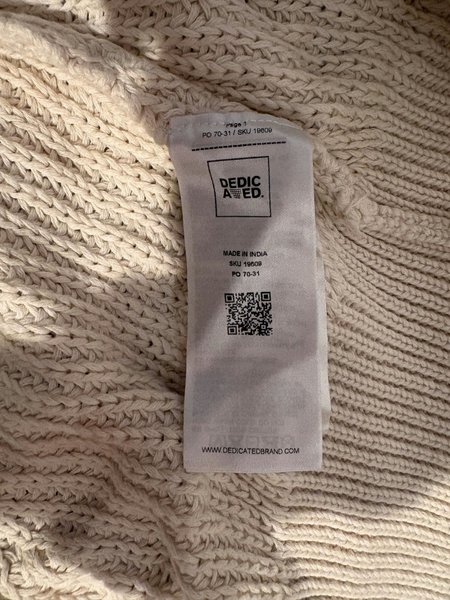 Page 1
PO 70-31 / SKU 19609
DEDIC
ATED.
MADE IN INDIA
SKU 19609
PO 70-31
WWW.DEDICATEDBRAND.COM